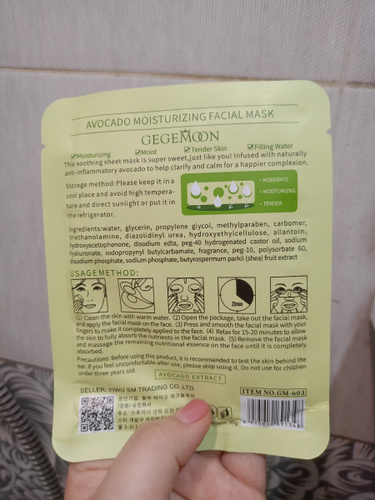 AVOCADO MOISTURIZING FACIAL MASK
GEGEMOON
Moisturizing Moist Tender Skin Filling Water
This soothing sheet mask is super sweet, just like you! Infused with naturally
anti-inflammatory avocado to help clarify and calm for a happier complexion.
Storage method: Please keep it in a
cool place and avoid high tempera-
ture and direct sunlight or put it in
the refrigerator.
• MODERATE
• MOISTURIZING
• TENDER
Ingredients:water, glycerin, propylene glycol, methylparaben, carbomer,
triethanolamine, diazolidinyl urea, hydroxyethylcellulose, allantoin,
hydroxyacetophenone, disodium edta, peg-40 hydrogenated castor oil, sodium
hyaluronate, iodopropynyl butylcarbamate, fragrance, peg-10, polysorbate 60,
disodium phosphate, sodium phosphate, butyrospermum parkii (shea) fruit extract
USAGE METHOD:
20min
(1) Clean the skin with warm water. (2) Open the package, take out the facial mask,
and apply the facial mask on the face. (3) Press and smooth the mask with your
fingers to make it completely applied to the face. (4) Relax for 15-20 minutes to allow
the skin to fully absorb the nutrients in the facial mask. (5) Remove the facial mask
and massage the remaining nutritional essence on the face until it is completely
absorbed.
Precautions: Before using this product, it is recommended to test the skin behind the
ear. If you feel uncomfortable after use, please stop using it. Do not use for children
under three years old.
AVOCADO EXTRACT
SELLER: YIWU SM TRADING CO.,LTD
ITEM NO.GM-603